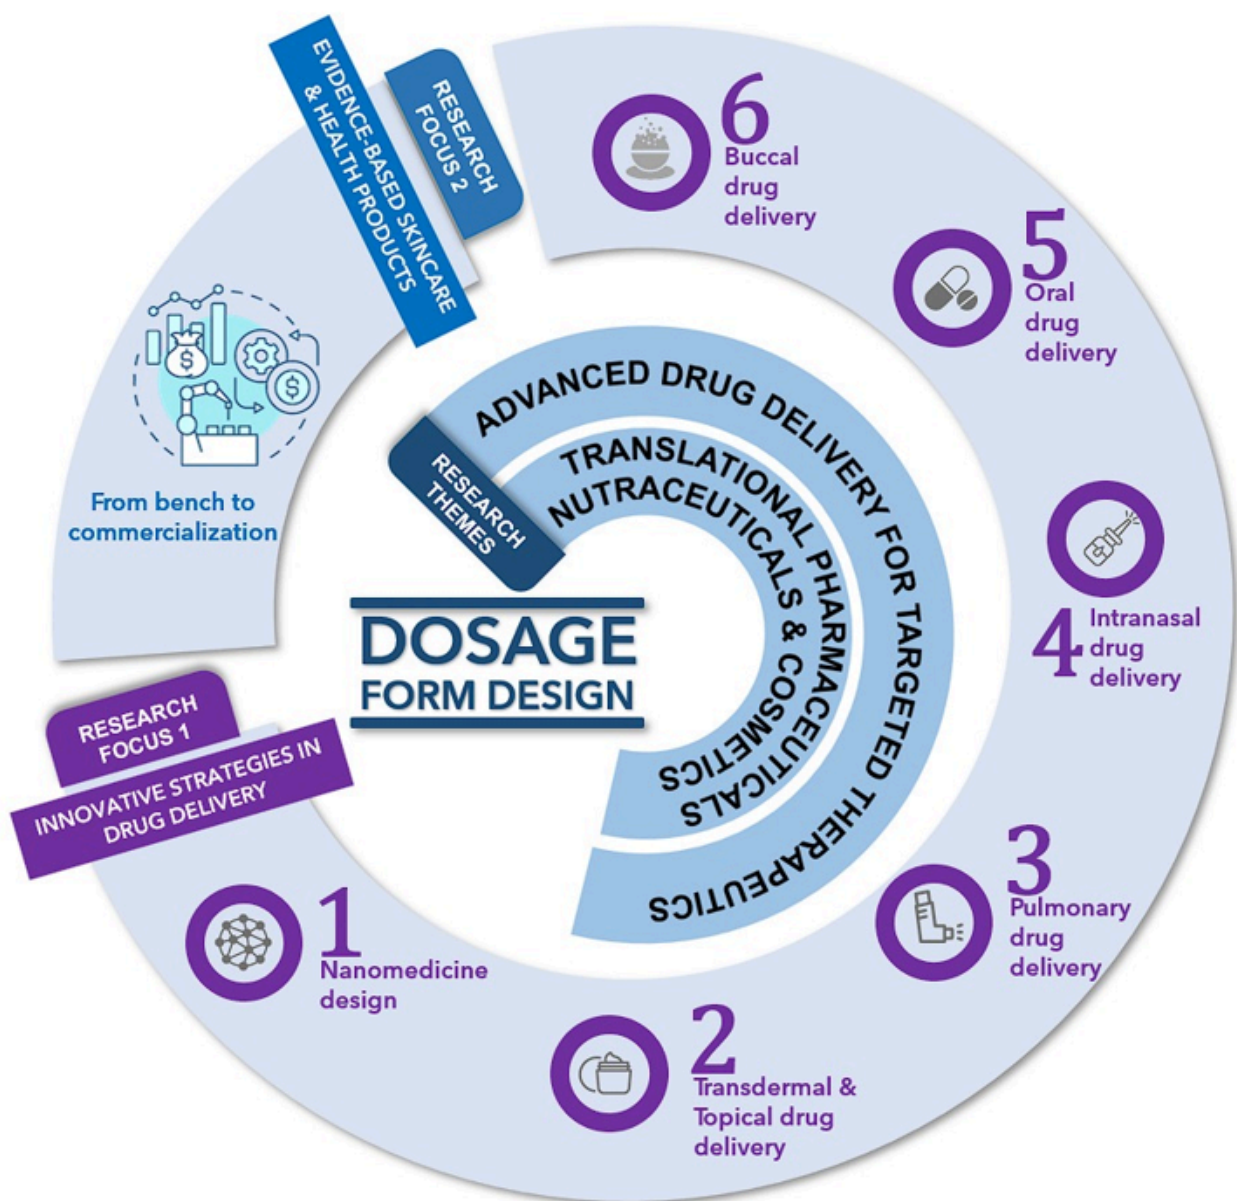 EVIDENCE-BASED SKINCARE
& HEALTH PRODUCTS
RESEARCH
FOCUS 2
6
Buccal
drug
delivery
5
Oral
drug
delivery
4
Intranasal
drug
delivery
3
Pulmonary
drug
delivery
2
Transdermal &
Topical drug
delivery
1
Nanomedicine
design
RESEARCH
FOCUS 1
INNOVATIVE STRATEGIES IN
DRUG DELIVERY
$
$
From bench to
commercialization
RESEARCH
THEMES
ADVANCED DRUG DELIVERY FOR TARGETED THERAPEUTICS
TRANSLATIONAL PHARMACEUTICALS
NUTRACEUTICALS & COSMETICS
DOSAGE
FORM DESIGN